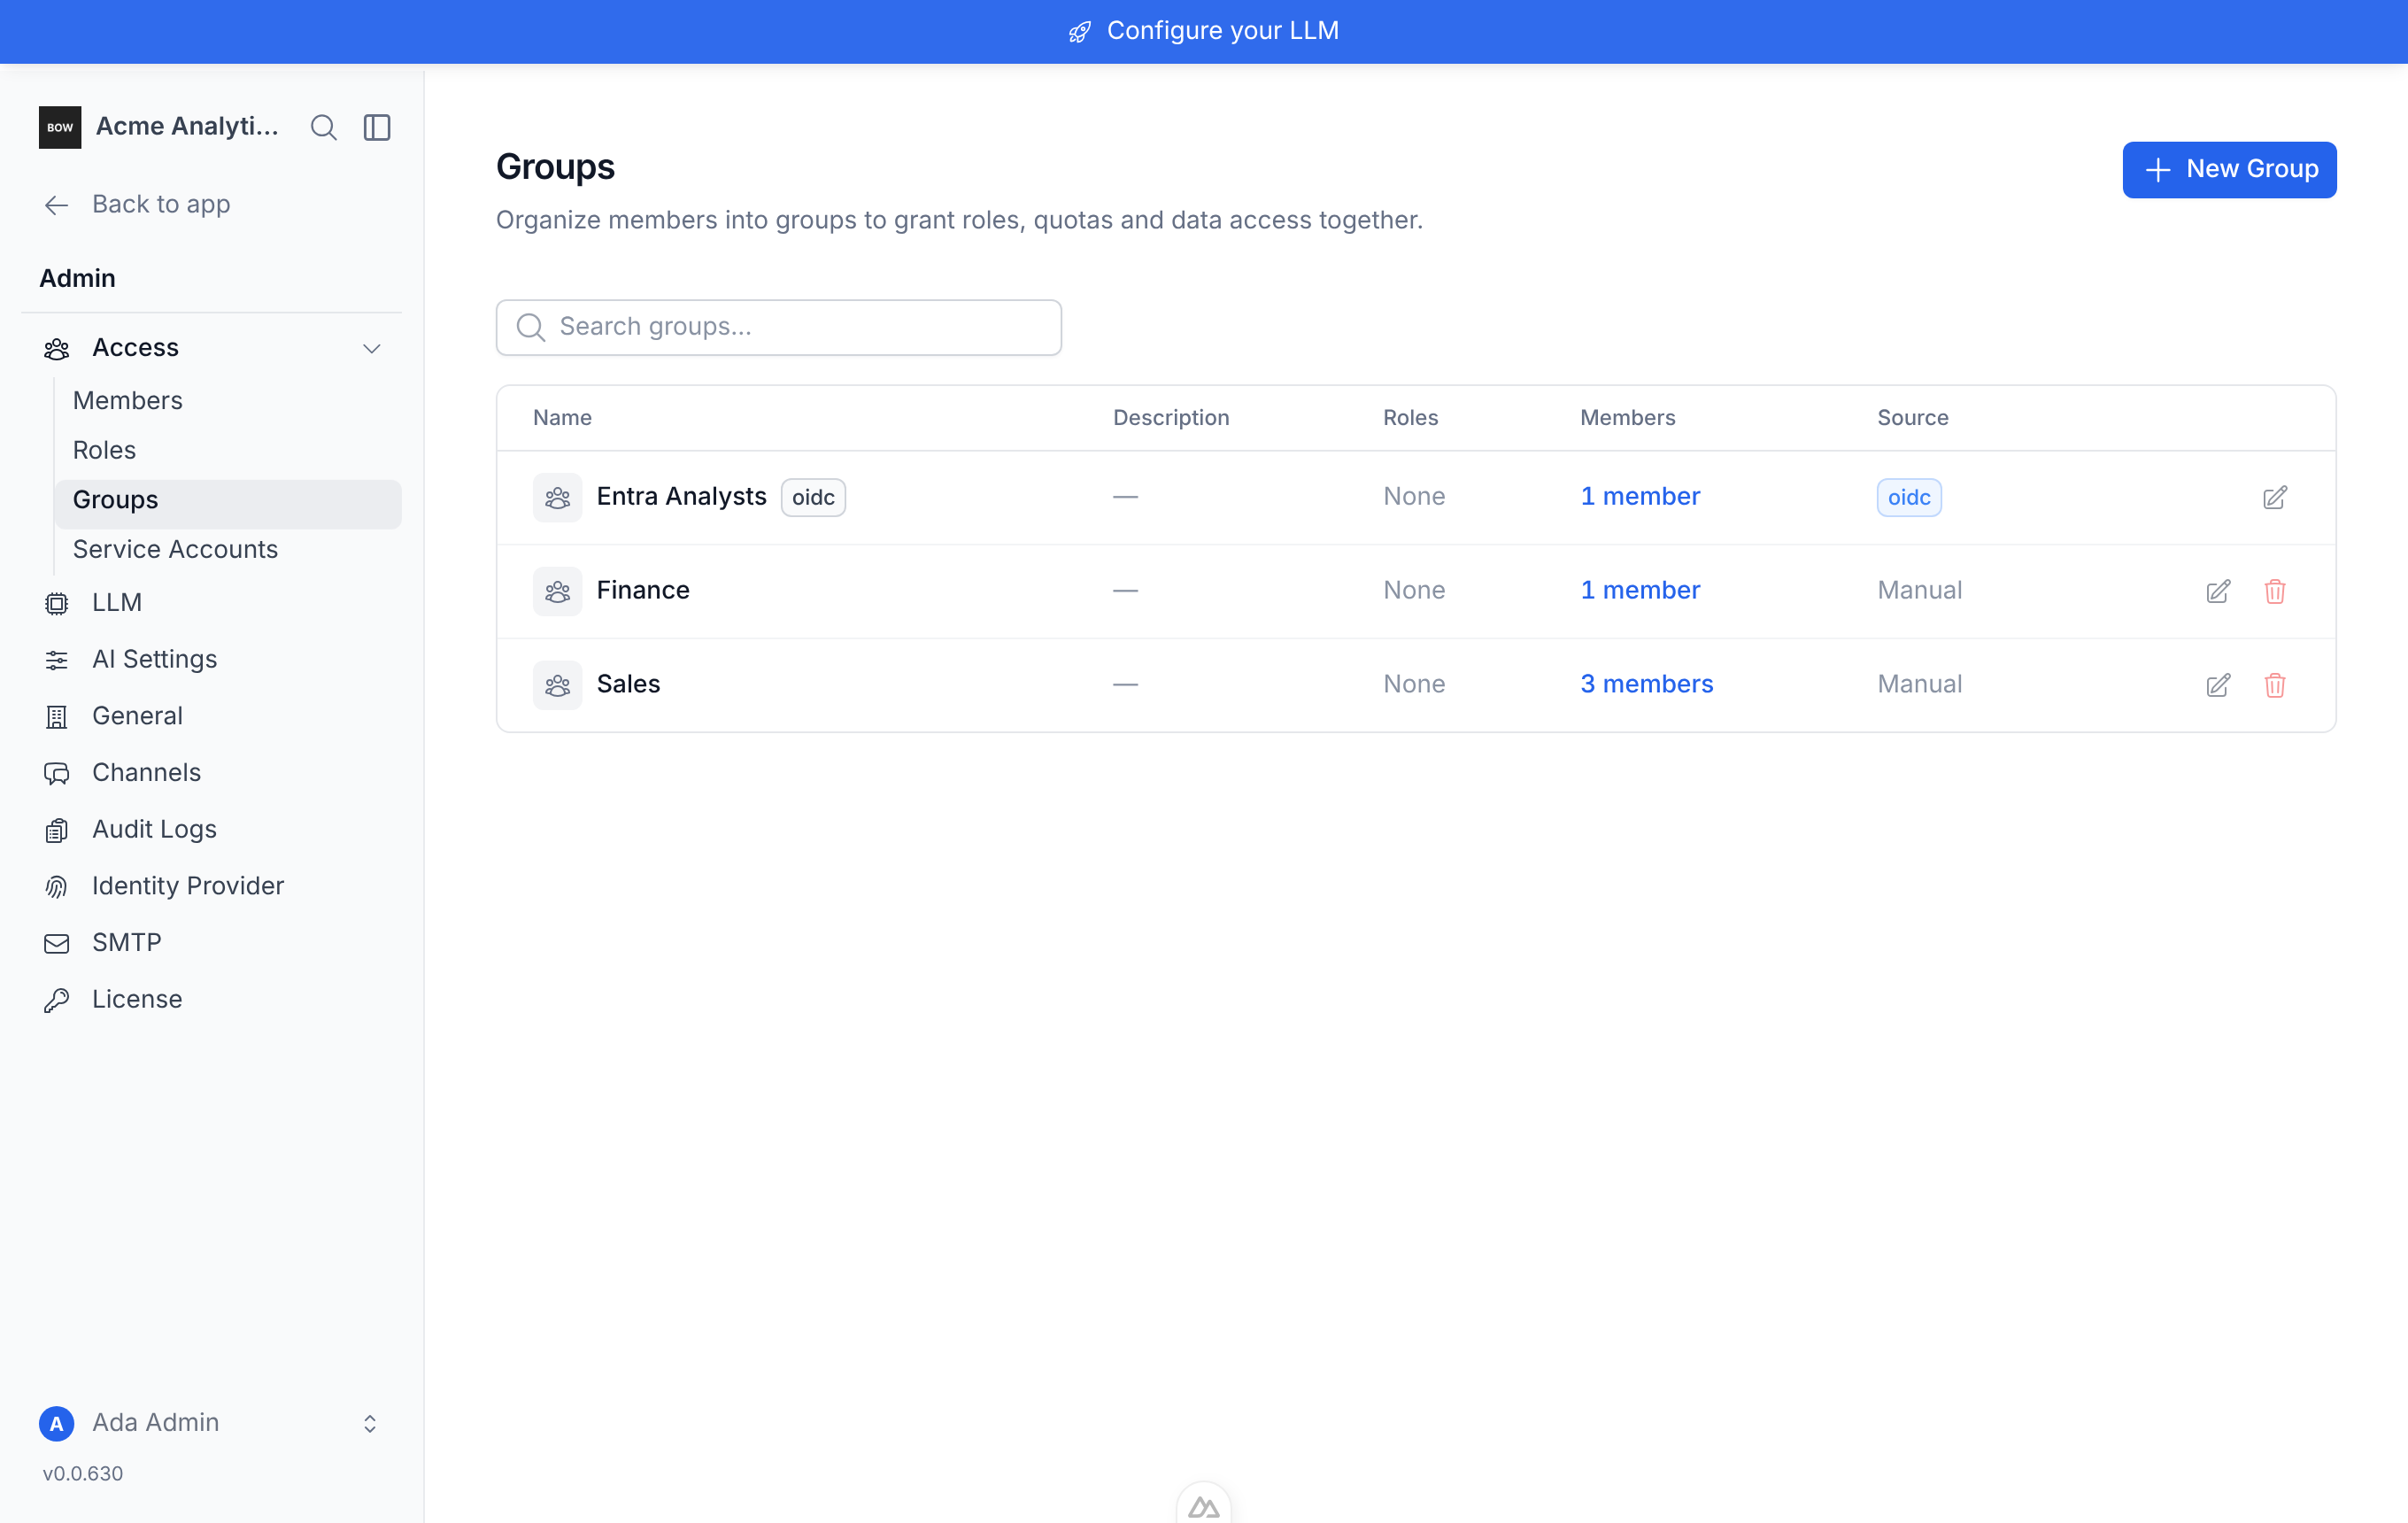 Configure your LLM
BOW Acme Analyti...
Back to app
Admin
Access
Members
Roles
Groups
Service Accounts
LLM
AI Settings
General
Channels
Audit Logs
Identity Provider
SMTP
License
A Ada Admin
v0.0.630
Groups
New Group
Organize members into groups to grant roles, quotas and data access together.
Search groups...
Name Description Roles Members Source
Entra Analysts oidc — None 1 member oidc
Finance — None 1 member Manual
Sales — None 3 members Manual